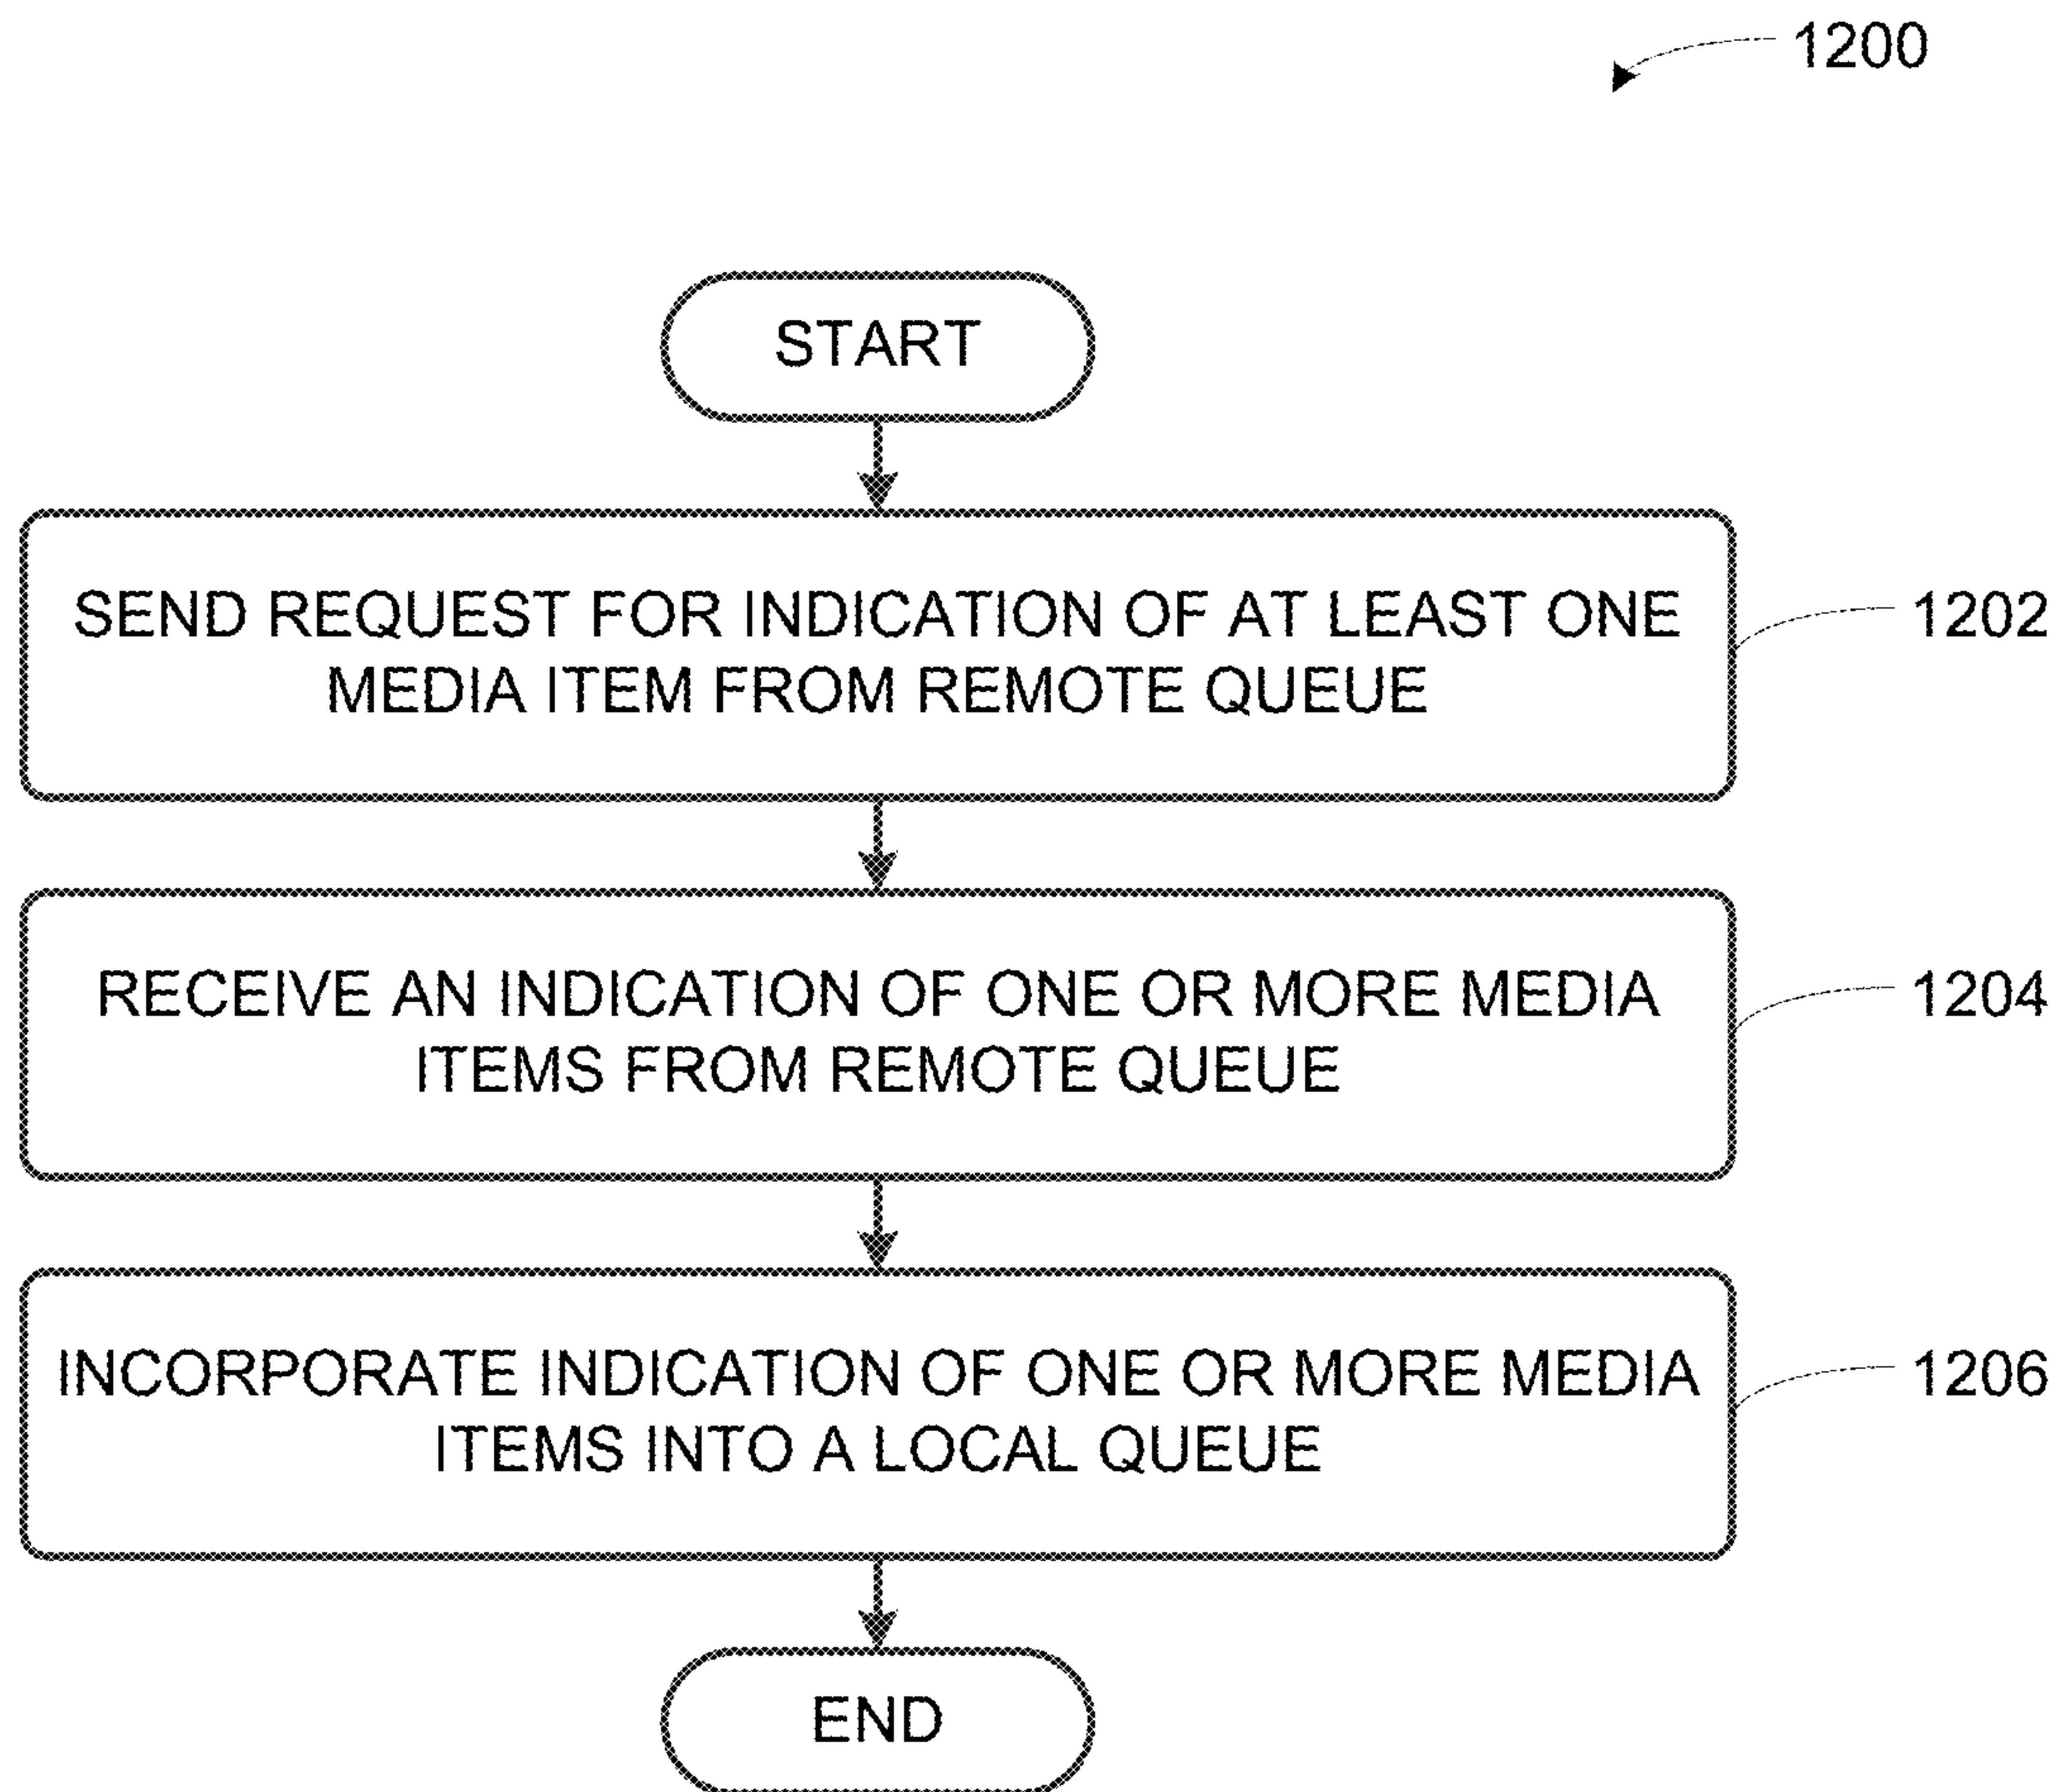 1200
START
SEND REQUEST FOR INDICATION OF AT LEAST ONE
MEDIA ITEM FROM REMOTE QUEUE
1202
RECEIVE AN INDICATION OF ONE OR MORE MEDIA
ITEMS FROM REMOTE QUEUE
1204
INCORPORATE INDICATION OF ONE OR MORE MEDIA
ITEMS INTO A LOCAL QUEUE
1206
END